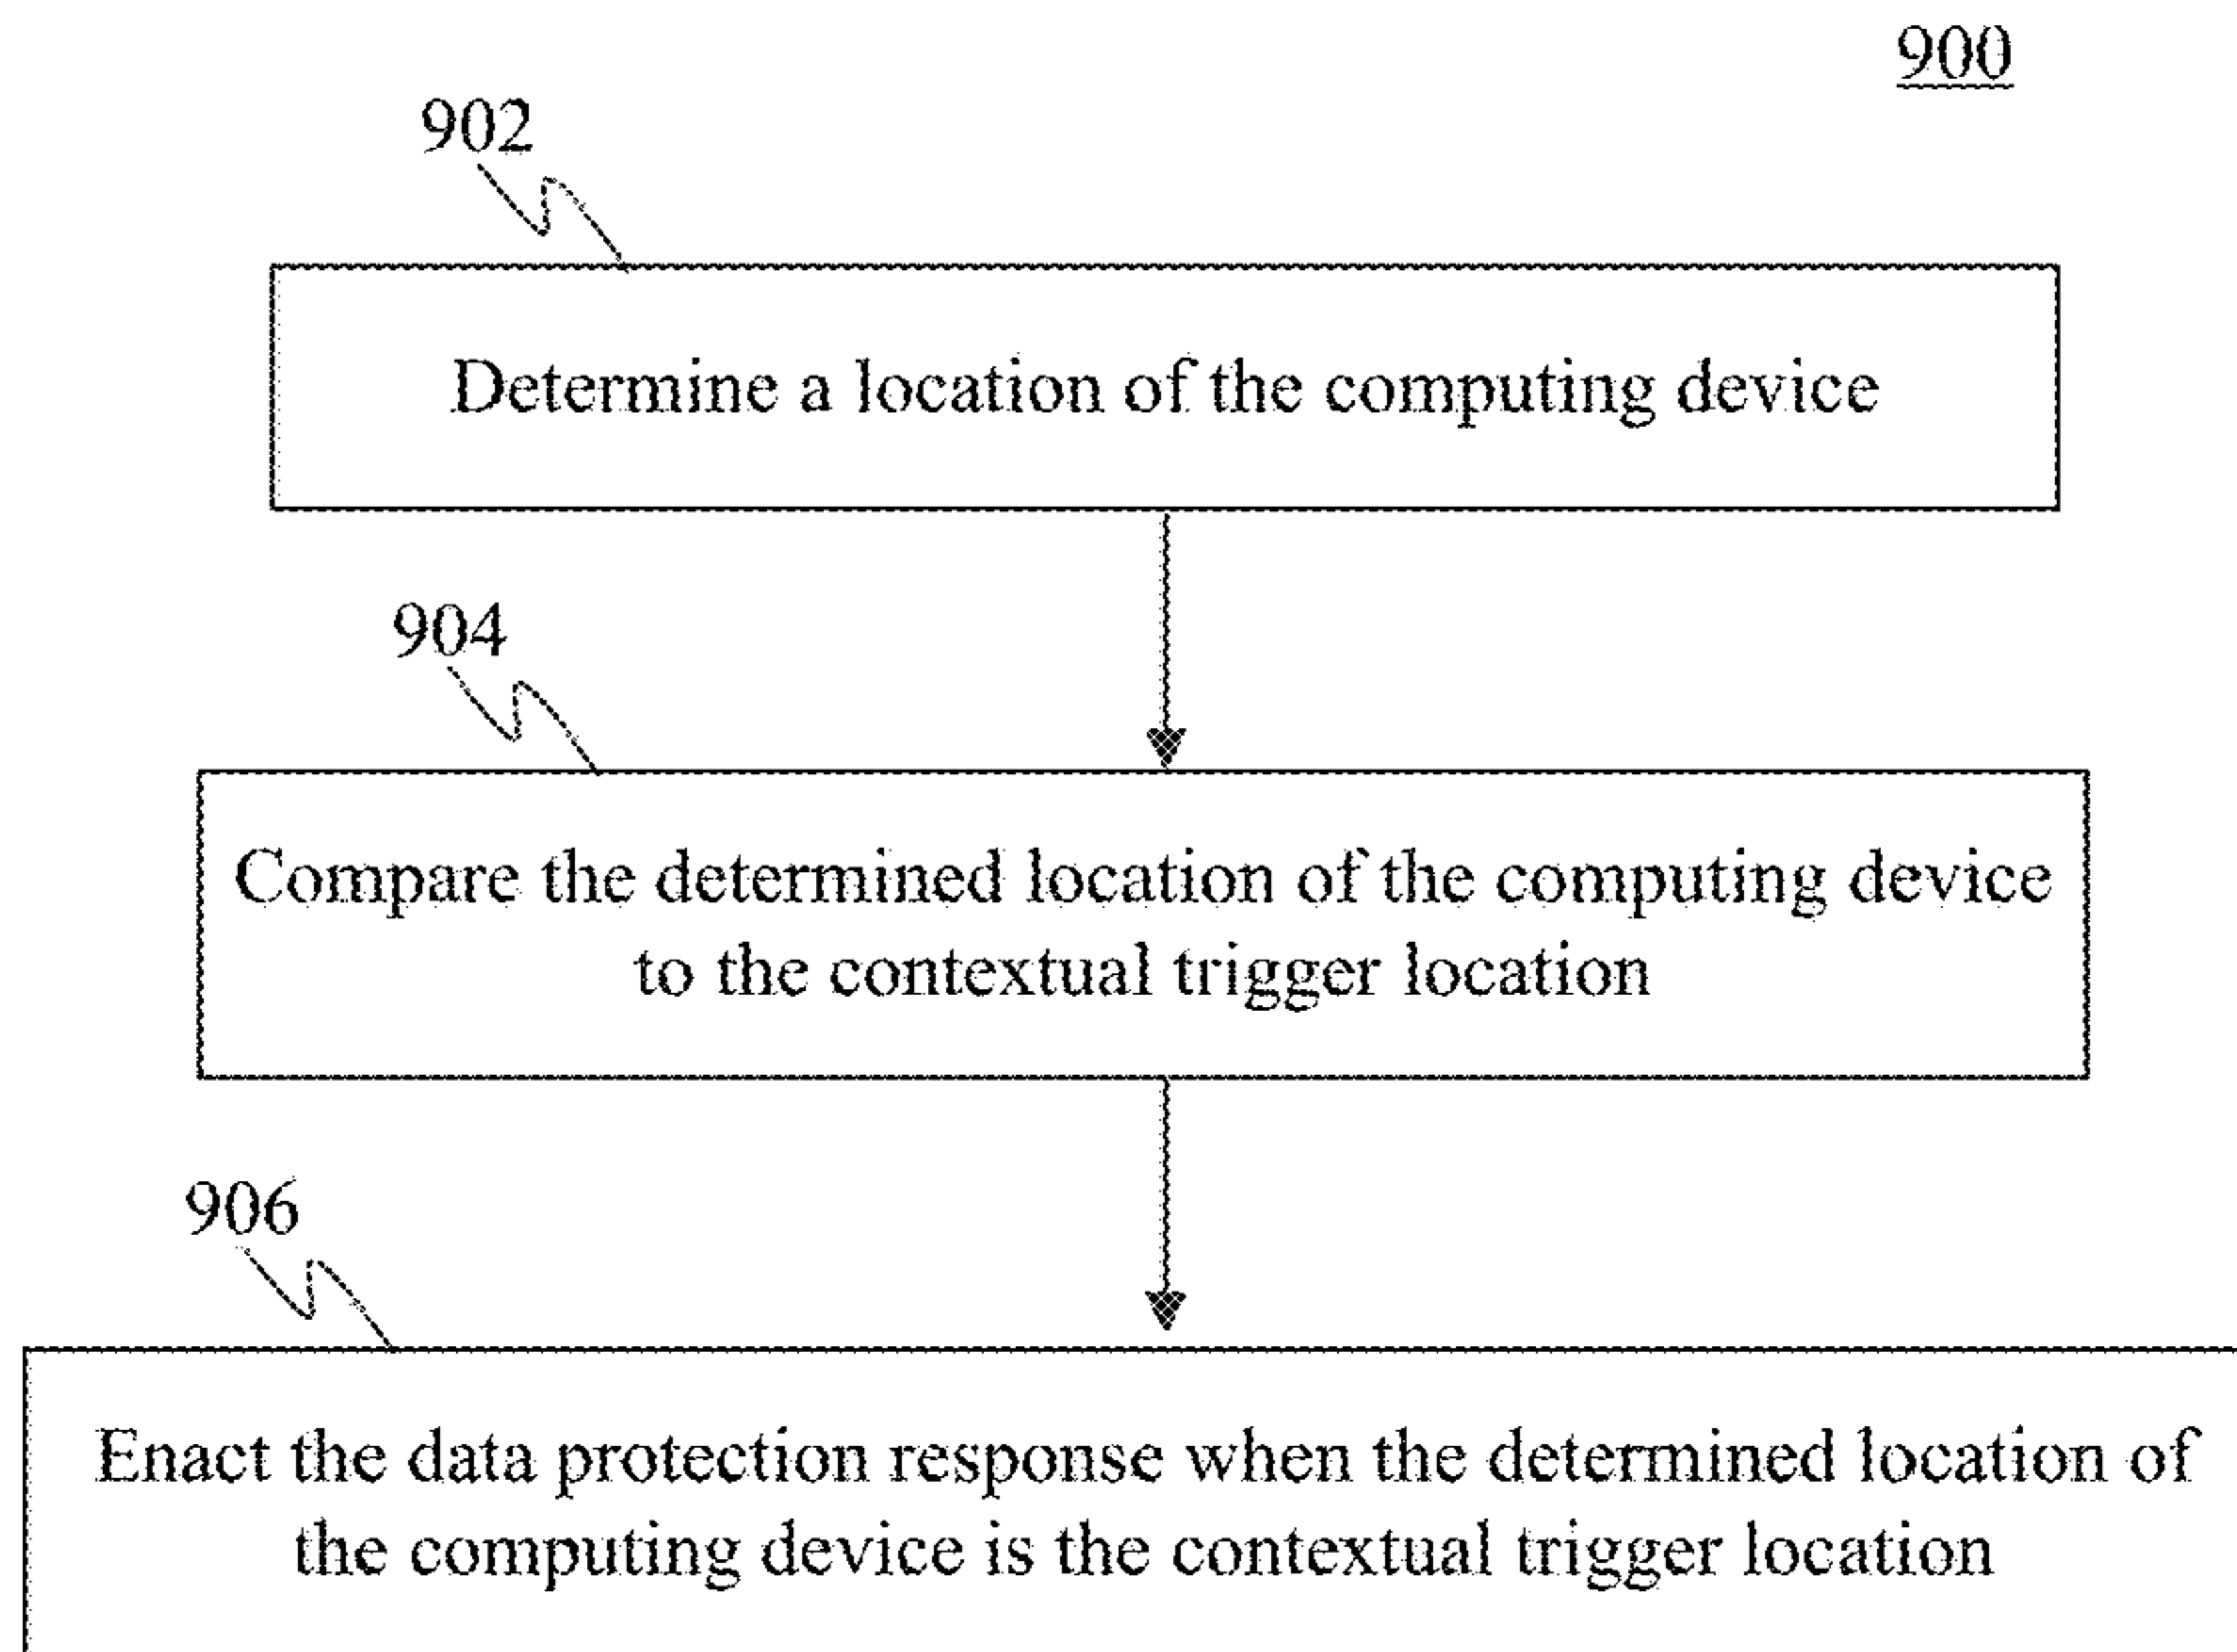 900
902
Determine a location of the computing device
904
Compare the determined location of the computing device
to the contextual trigger location
906
Enact the data protection response when the determined location of
the computing device is the contextual trigger location